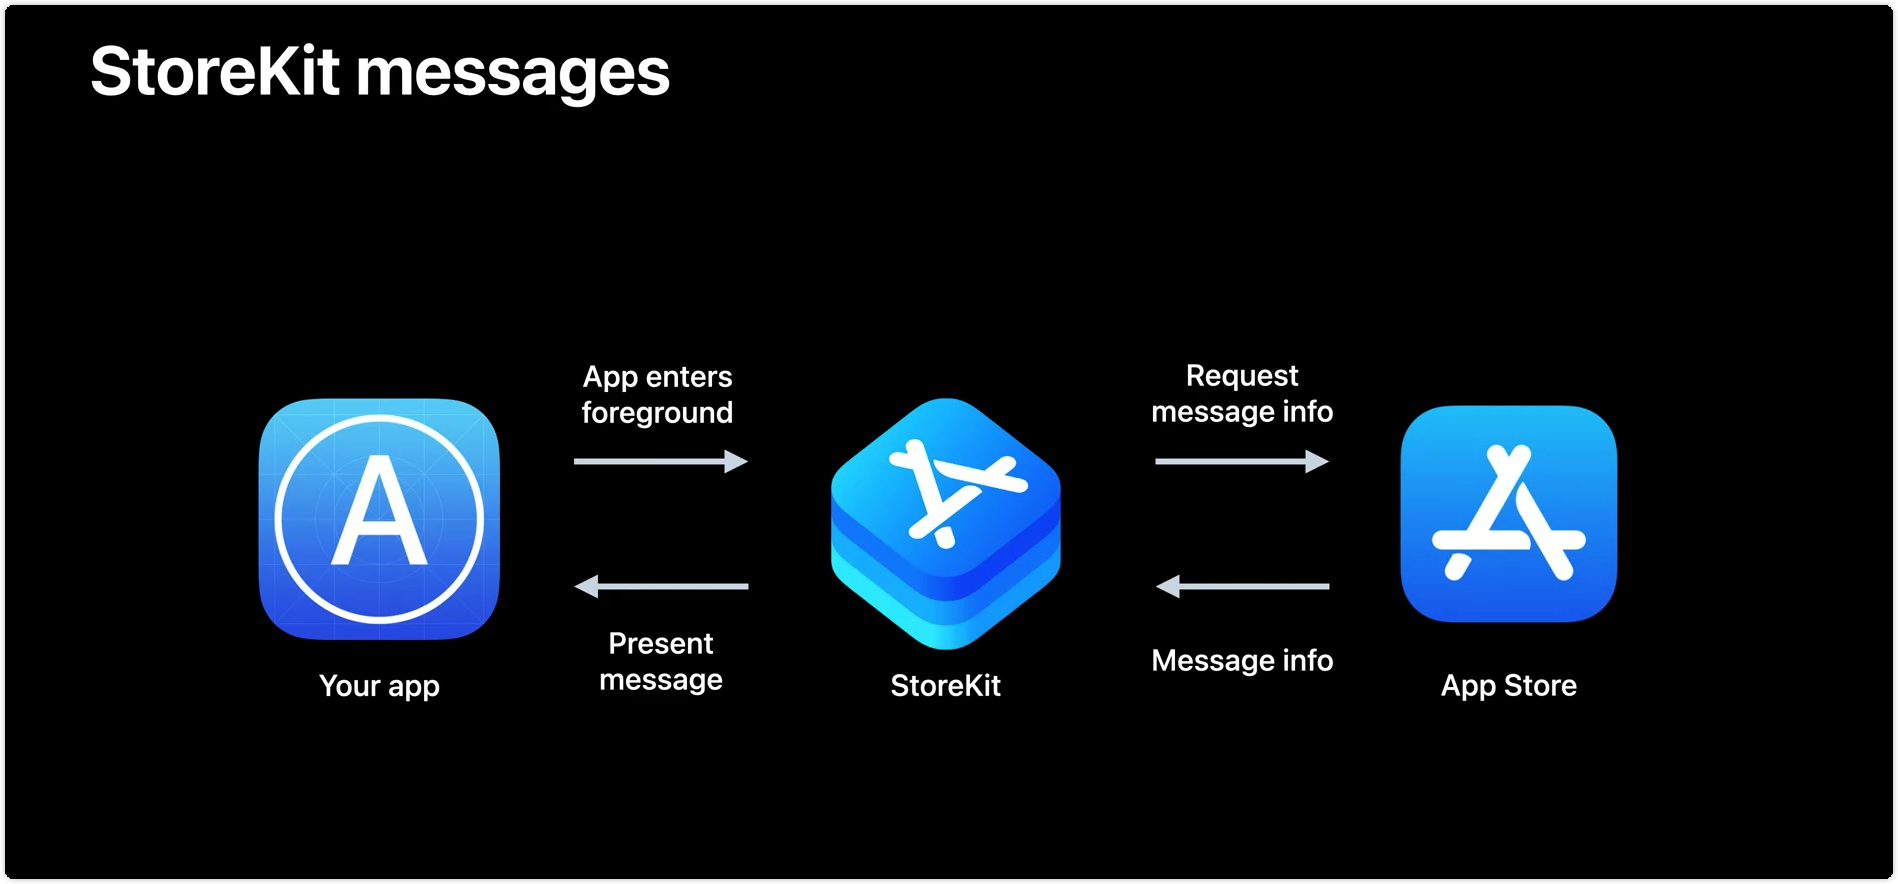 StoreKit messages
App enters
foreground
Request
message info
A
Present
message
Message info
Your app
StoreKit
App Store